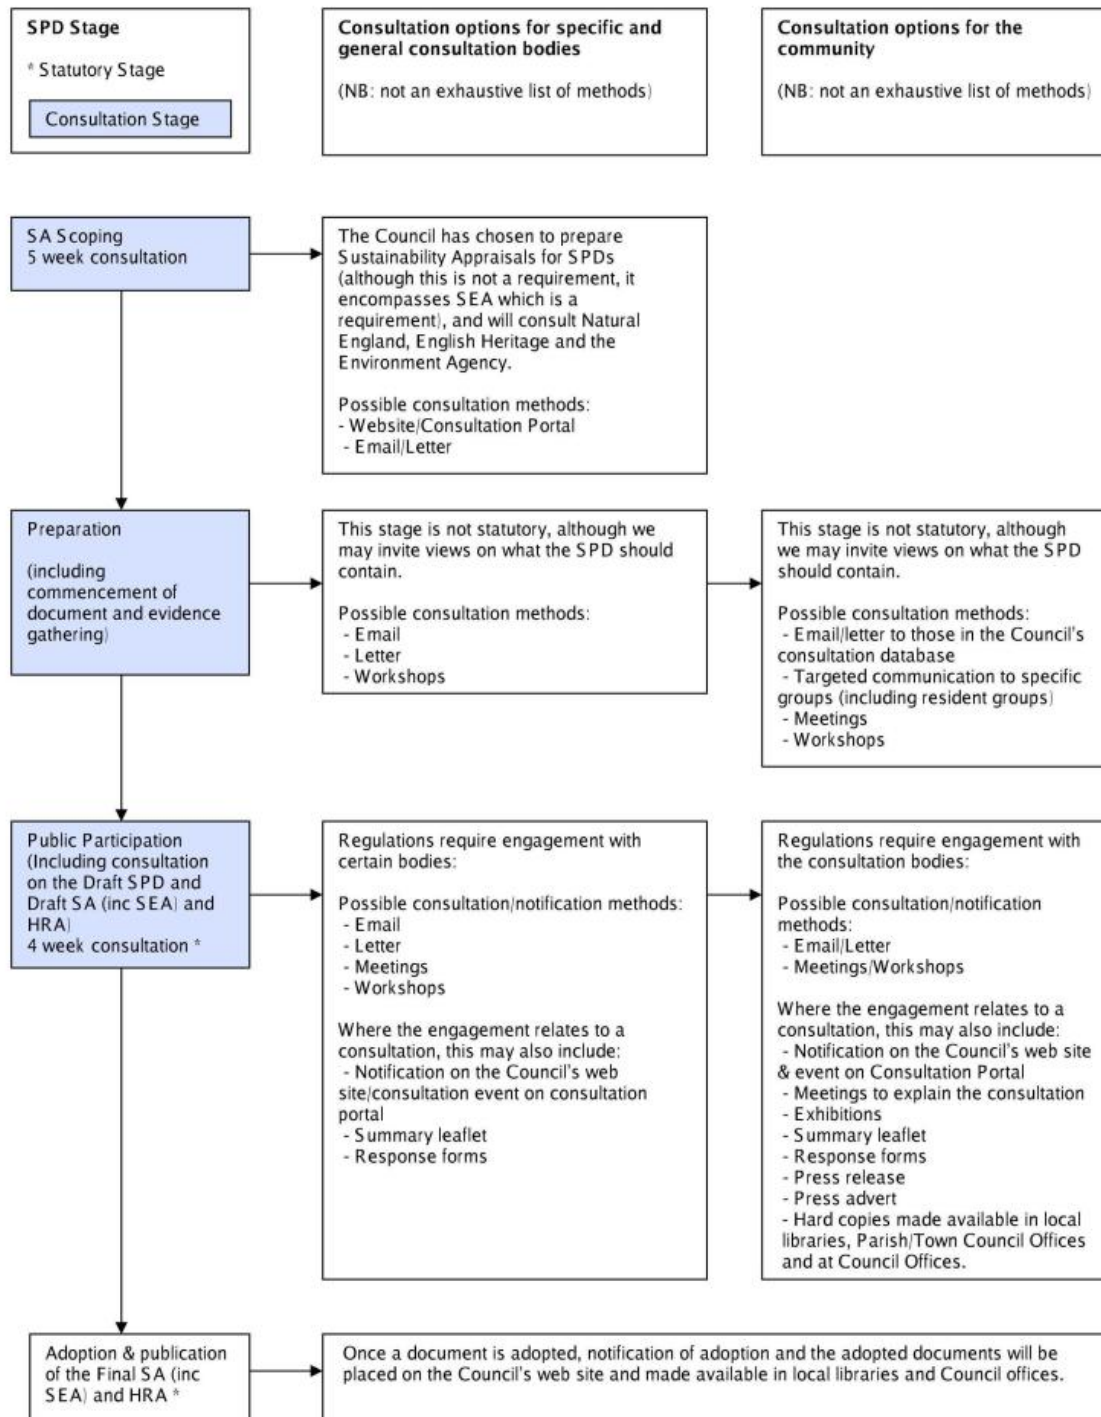 SPD Stage
* Statutory Stage
Consultation Stage
Consultation options for specific and
general consultation bodies
(NB: not an exhaustive list of methods)
Consultation options for the
community
(NB: not an exhaustive list of methods)
SA Scoping
5 week consultation
The Council has chosen to prepare
Sustainability Appraisals for SPDs
(although this is not a requirement, it
encompasses SEA which is a
requirement), and will consult Natural
England, English Heritage and the
Environment Agency.
Possible consultation methods:
- Website/Consultation Portal
- Email/Letter
Preparation
(including
commencement of
document and evidence
gathering)
This stage is not statutory, although we
may invite views on what the SPD should
contain.
Possible consultation methods:
- Email
- Letter
- Workshops
This stage is not statutory, although
we may invite views on what the SPD
should contain.
Possible consultation methods:
- Email/letter to those in the Council's
consultation database
- Targeted communication to specific
groups (including resident groups)
- Meetings
- Workshops
Public Participation
(Including consultation
on the Draft SPD and
Draft SA (inc SEA) and
HRA)
4 week consultation *
Regulations require engagement with
certain bodies:
Possible consultation/notification methods:
- Email
- Letter
- Meetings
- Workshops
Where the engagement relates to a
consultation, this may also include:
- Notification on the Council's web
site/consultation event on consultation
portal
- Summary leaflet
- Response forms
Regulations require engagement with
the consultation bodies:
Possible consultation/notification
methods:
- Email/Letter
- Meetings/Workshops
Where the engagement relates to a
consultation, this may also include:
- Notification on the Council's web site
& event on Consultation Portal
- Meetings to explain the consultation
- Exhibitions
- Summary leaflet
- Response forms
- Press release
- Press advert
- Hard copies made available in local
libraries, Parish/Town Council Offices
and at Council Offices.
Adoption & publication
of the Final SA (inc
SEA) and HRA *
Once a document is adopted, notification of adoption and the adopted documents will be
placed on the Council's web site and made available in local libraries and Council offices.